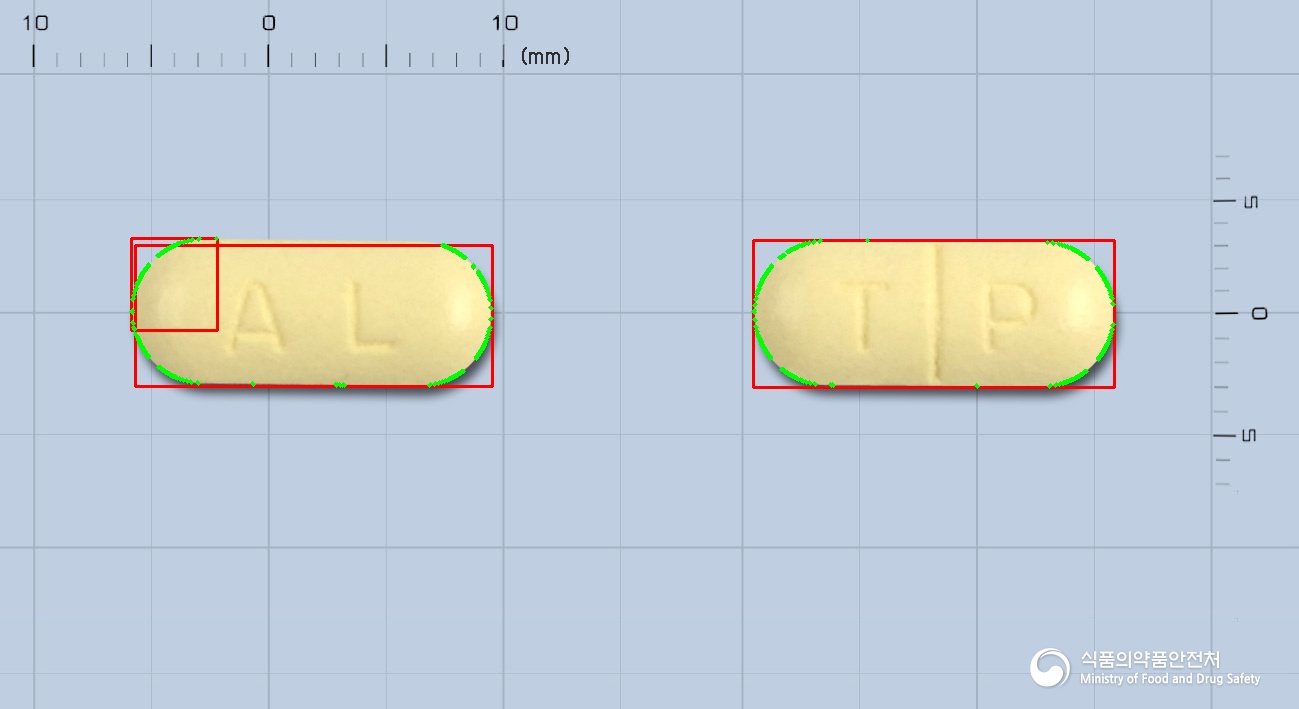 10 0 10
(mm)
5
A L
T P
0
5
식품의약품안전처
Ministry of Food and Drug Safety